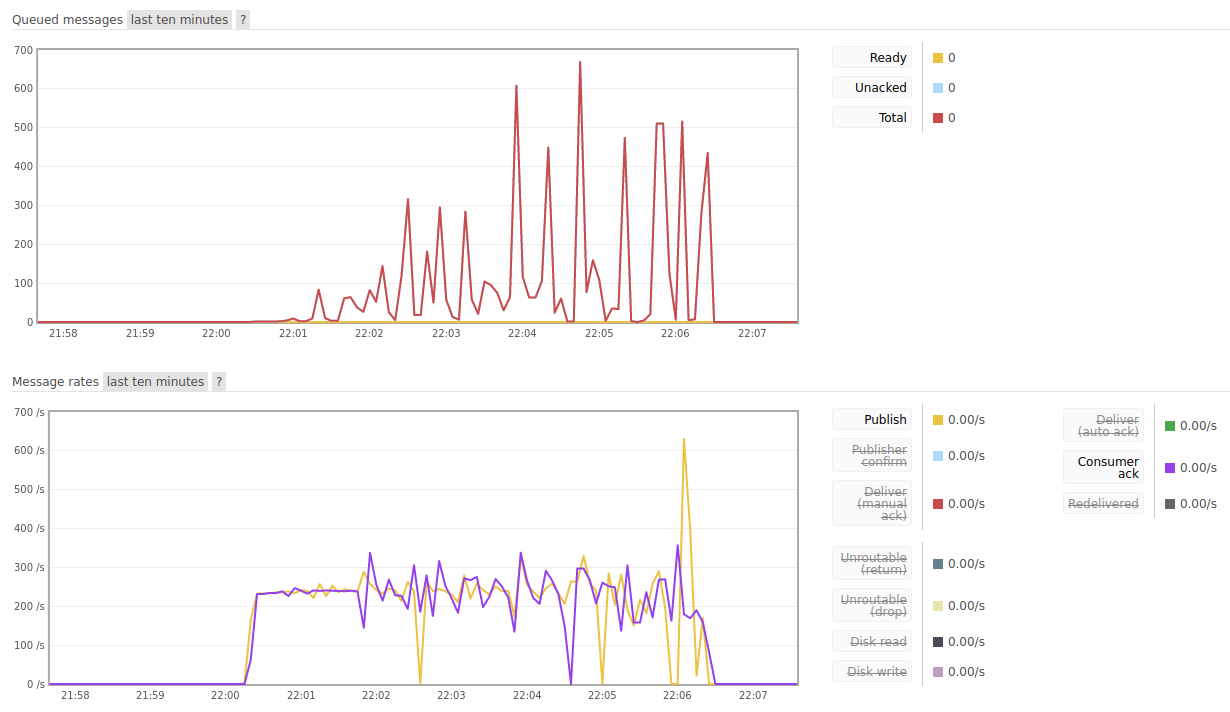 Queued messages last ten minutes ?
700
600
500
400
300
200
100
0
21:58 21:59 22:00 22:01 22:02 22:03 22:04 22:05 22:06 22:07
Ready 0
Unacked 0
Total 0
Message rates last ten minutes ?
700 /s
600 /s
500 /s
400 /s
300 /s
200 /s
100 /s
0 /s
21:58 21:59 22:00 22:01 22:02 22:03 22:04 22:05 22:06 22:07
Publish 0.00/s
Publisher
confirm 0.00/s
Deliver
(manual
ack) 0.00/s
Deliver
(auto ack) 0.00/s
Consumer
ack 0.00/s
Redelivered 0.00/s
Unroutable
(return) 0.00/s
Unroutable
(drop) 0.00/s
Disk read 0.00/s
Disk write 0.00/s